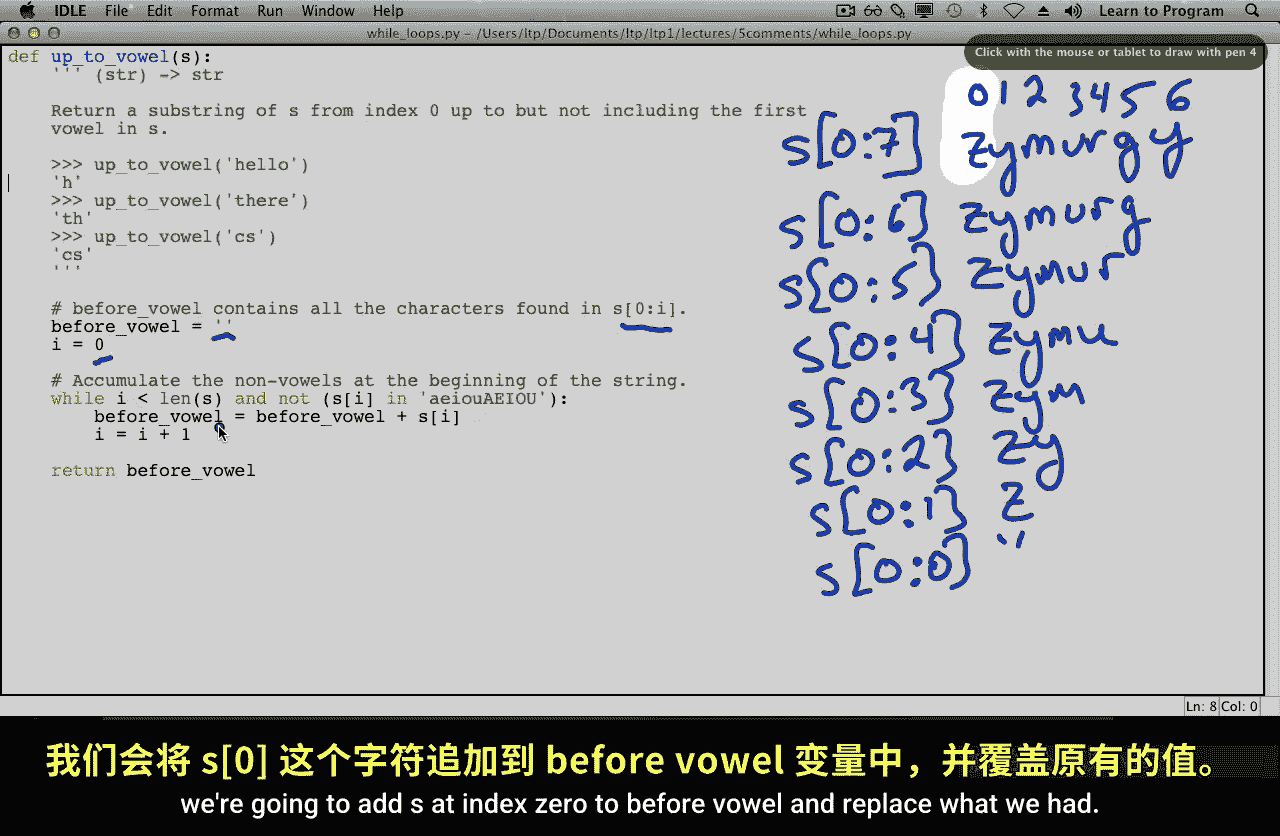 IDLE File Edit Format Run Window Help Learn to Program
while_loops.py - /Users/ltp/Documents/ltp/ltp1/lectures/5comments/while_loops.py
Click with the mouse or tablet to draw with pen 4
def up_to_vowel(s):
''' (str) -> str
Return a substring of s from index 0 up to but not including the first
vowel in s.
>>> up_to_vowel('hello')
'h'
>>> up_to_vowel('there')
'th'
>>> up_to_vowel('cs')
'cs'
'''
# before_vowel contains all the characters found in s[0:i].
before_vowel = ''
i = 0
# Accumulate the non-vowels at the beginning of the string.
while i < len(s) and not (s[i] in 'aeiouAEIOU'):
before_vowel = before_vowel + s[i]
i = i + 1
return before_vowel
0 1 2 3 4 5 6
s[0:7] zymurgy
s[0:6] zymurg
s[0:5] zymur
s[0:4] zymu
s[0:3] zym
s[0:2] zy
s[0:1] z
s[0:0] ''
Ln: 8 Col: 0
我们会将 s[0] 这个字符追加到 before vowel 变量中，并覆盖原有的值。
we're going to add s at index zero to before vowel and replace what we had.